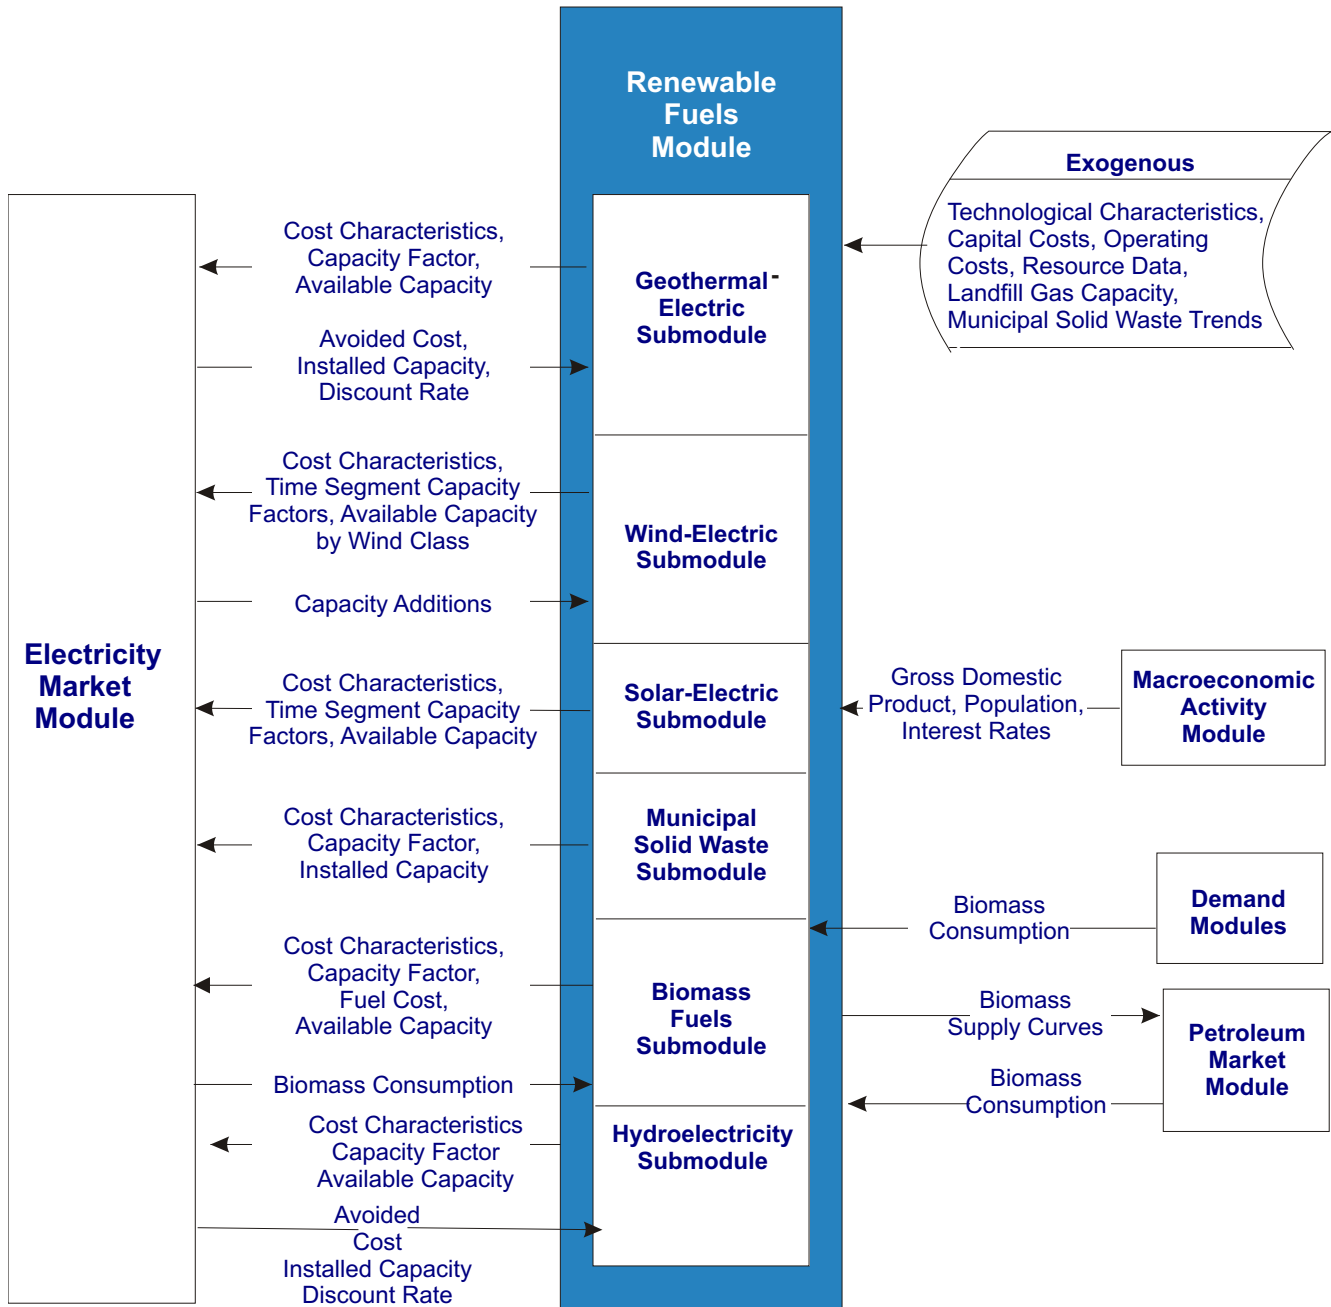 Renewable
Fuels
Module
Exogenous
Technological Characteristics,
Capital Costs, Operating
Costs, Resource Data,
Landfill Gas Capacity,
Municipal Solid Waste Trends
Cost Characteristics,
Capacity Factor,
Available Capacity
Geothermal-
Electric
Submodule
Avoided Cost,
Installed Capacity,
Discount Rate
Cost Characteristics,
Time Segment Capacity
Factors, Available Capacity
by Wind Class
Wind-Electric
Submodule
Capacity Additions
Electricity
Market
Module
Cost Characteristics,
Time Segment Capacity
Factors, Available Capacity
Solar-Electric
Submodule
Gross Domestic
Product, Population,
Interest Rates
Macroeconomic
Activity
Module
Cost Characteristics,
Capacity Factor,
Installed Capacity
Municipal
Solid Waste
Submodule
Biomass
Consumption
Demand
Modules
Cost Characteristics,
Capacity Factor,
Fuel Cost,
Available Capacity
Biomass
Fuels
Submodule
Biomass
Supply Curves
Petroleum
Market
Module
Biomass Consumption
Biomass
Consumption
Cost Characteristics
Capacity Factor
Available Capacity
Hydroelectricity
Submodule
Avoided
Cost
Installed Capacity
Discount Rate